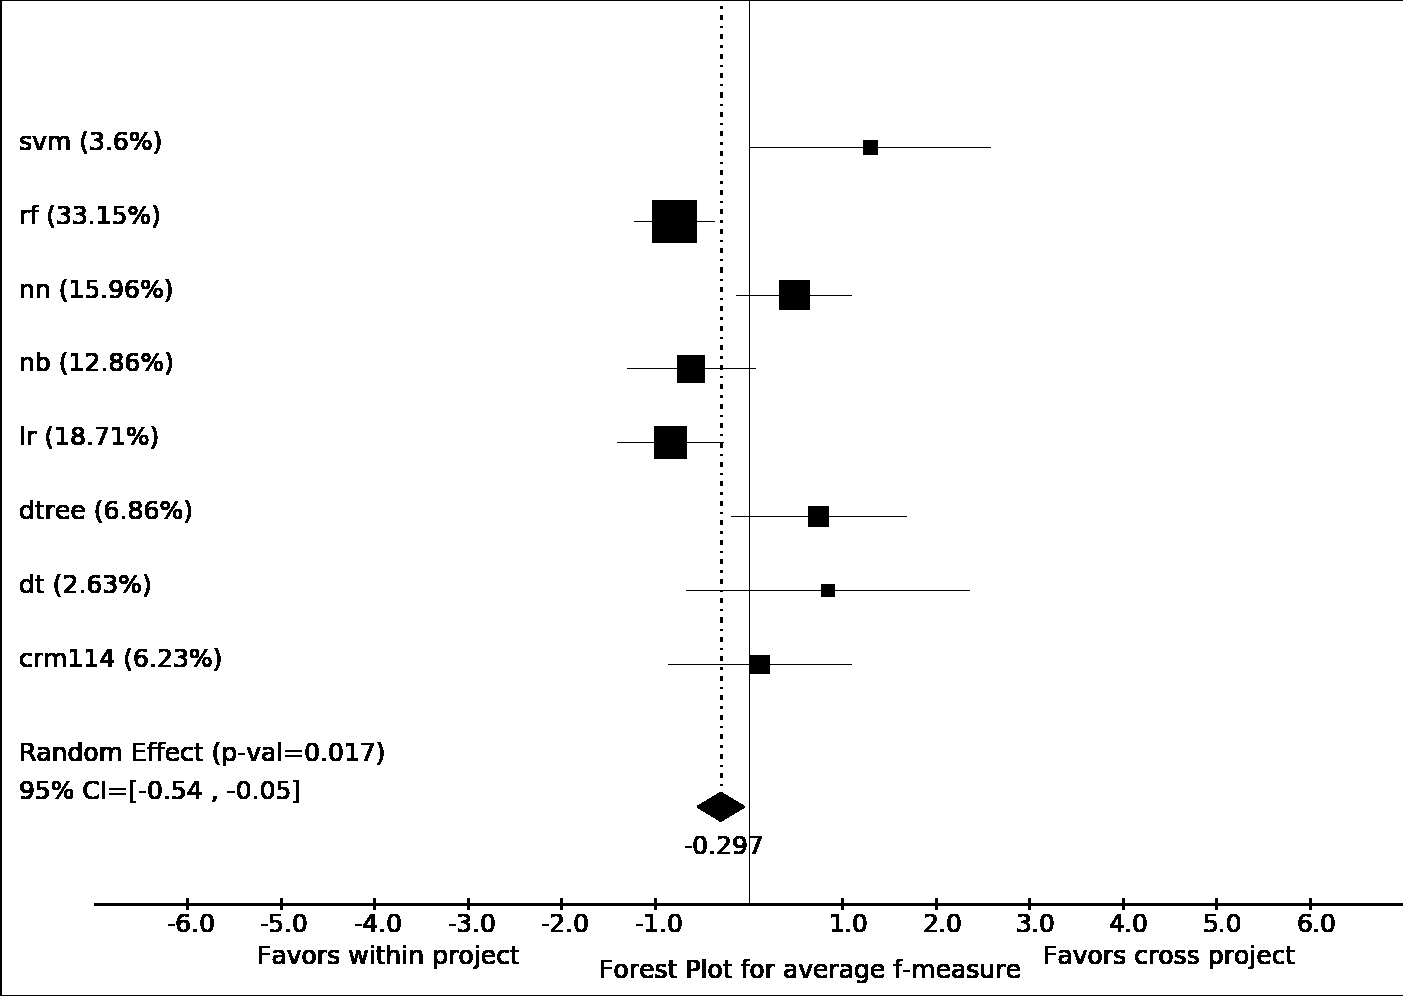 svm (3.6%)
rf (33.15%)
nn (15.96%)
nb (12.86%)
lr (18.71%)
dtree (6.86%)
dt (2.63%)
crm114 (6.23%)
Random Effect (p-val=0.017)
95% CI=[-0.54 , -0.05]
-0.297
-6.0 -5.0 -4.0 -3.0 -2.0 -1.0 1.0 2.0 3.0 4.0 5.0 6.0
Favors within project Favors cross project
Forest Plot for average f-measure